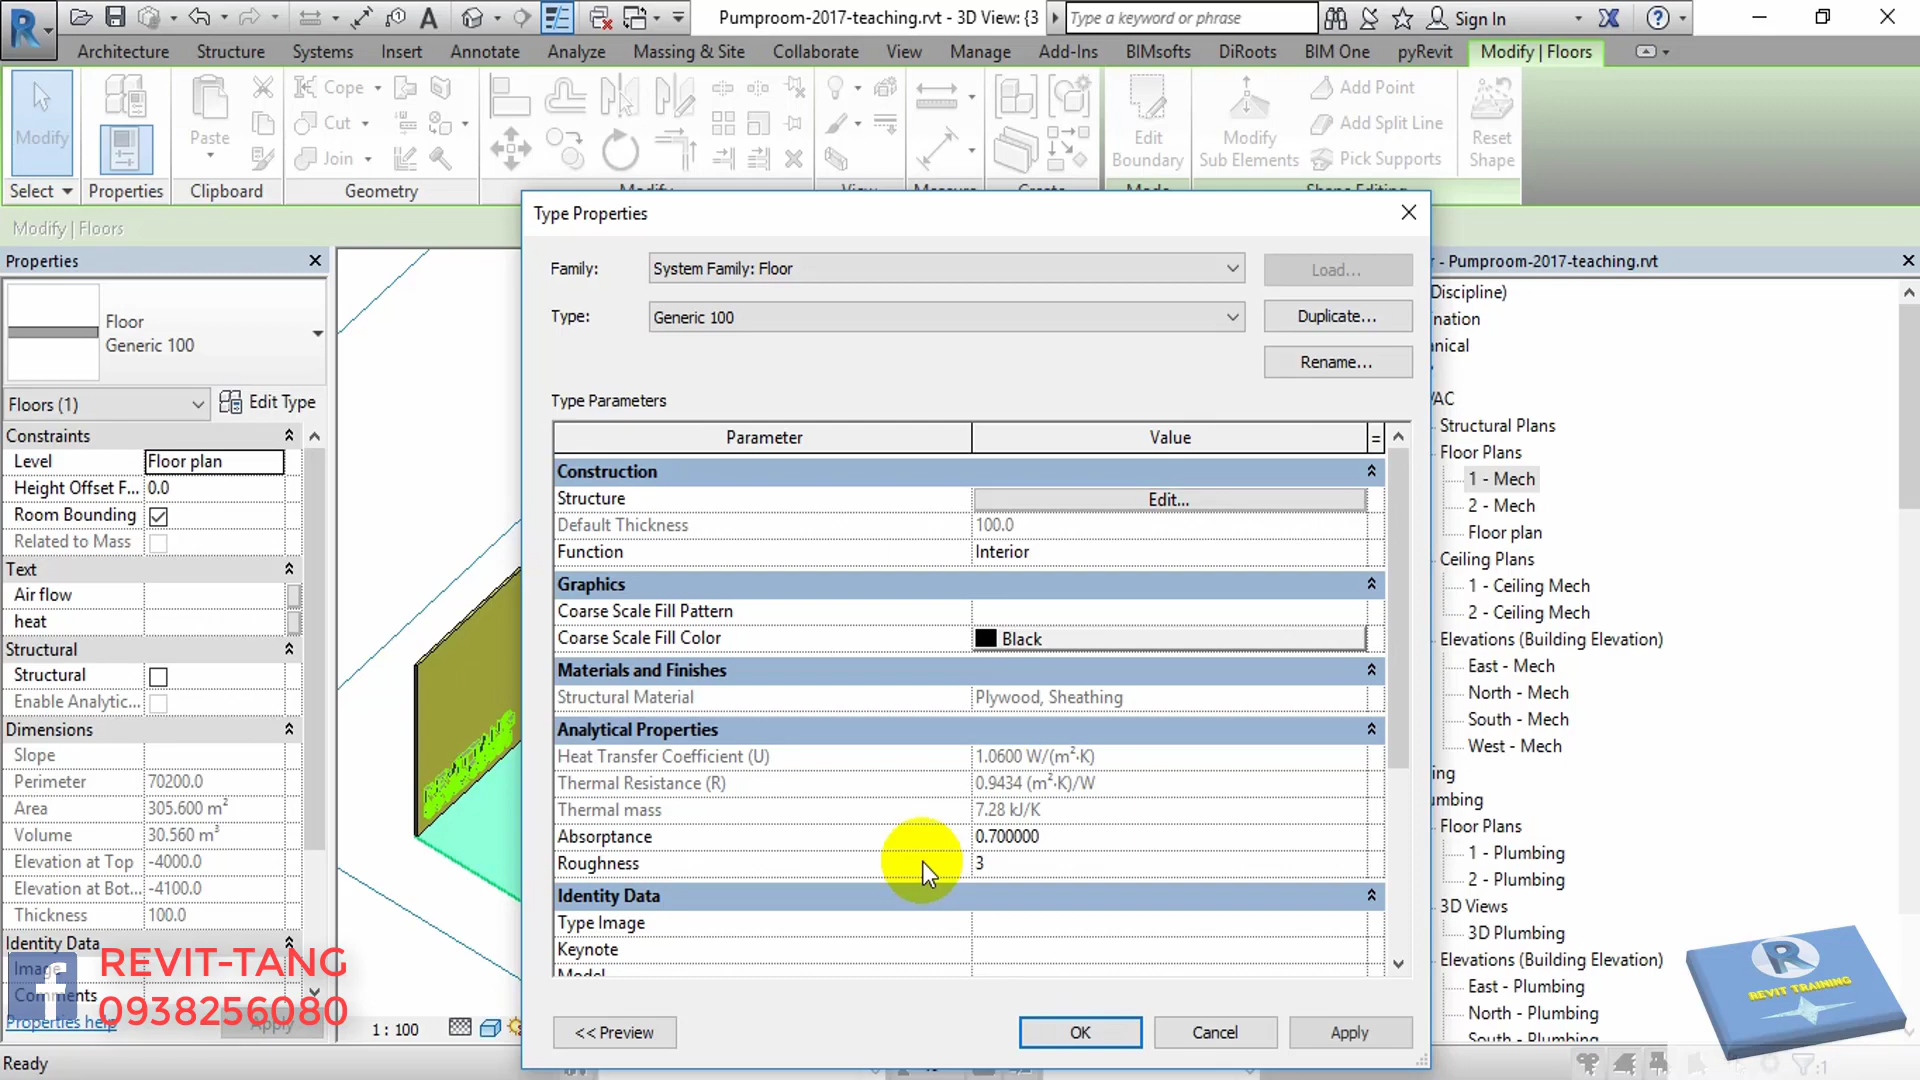 Pumproom-2017-teaching.rvt - 3D View: {3
Type a keyword or phrase
Sign In
Architecture Structure Systems Insert Annotate Analyze Massing & Site Collaborate View Manage Add-Ins BIMsofts DiRoots BIM One pyRevit Modify | Floors
Modify
Paste
Cope
Cut
Join
Edit Boundary
Modify Sub Elements
Add Point
Add Split Line
Pick Supports
Reset Shape
Select Properties Clipboard Geometry
Modify | Floors
Properties
Floor
Generic 100
Floors (1)
Edit Type
Constraints
Level Floor plan
Height Offset F... 0.0
Room Bounding
Related to Mass
Text
Air flow
heat
Structural
Structural
Enable Analytic...
Dimensions
Slope
Perimeter 70200.0
Area 305.600 m²
Volume 30.560 m³
Elevation at Top -4000.0
Elevation at Bot... -4100.0
Thickness 100.0
Identity Data
Image
Comments
Properties help
Apply
REVIT-TANG
0938256080
1 : 100
Ready
Type Properties
Family: System Family: Floor
Load...
Type: Generic 100
Duplicate...
Rename...
Type Parameters
Parameter Value =
Construction
Structure Edit...
Default Thickness 100.0
Function Interior
Graphics
Coarse Scale Fill Pattern
Coarse Scale Fill Color Black
Materials and Finishes
Structural Material Plywood, Sheathing
Analytical Properties
Heat Transfer Coefficient (U) 1.0600 W/(m²·K)
Thermal Resistance (R) 0.9434 (m²·K)/W
Thermal mass 7.28 kJ/K
Absorptance 0.700000
Roughness 3
Identity Data
Type Image
Keynote
Model
<< Preview
OK
Cancel
Apply
r - Pumproom-2017-teaching.rvt
Discipline)
Structural Plans
Floor Plans
1 - Mech
2 - Mech
Floor plan
Ceiling Plans
1 - Ceiling Mech
2 - Ceiling Mech
Elevations (Building Elevation)
East - Mech
North - Mech
South - Mech
West - Mech
Floor Plans
1 - Plumbing
2 - Plumbing
3D Views
3D Plumbing
Elevations (Building Elevation)
East - Plumbing
North - Plumbing
South - Plumbing
R
REVIT TRAINING